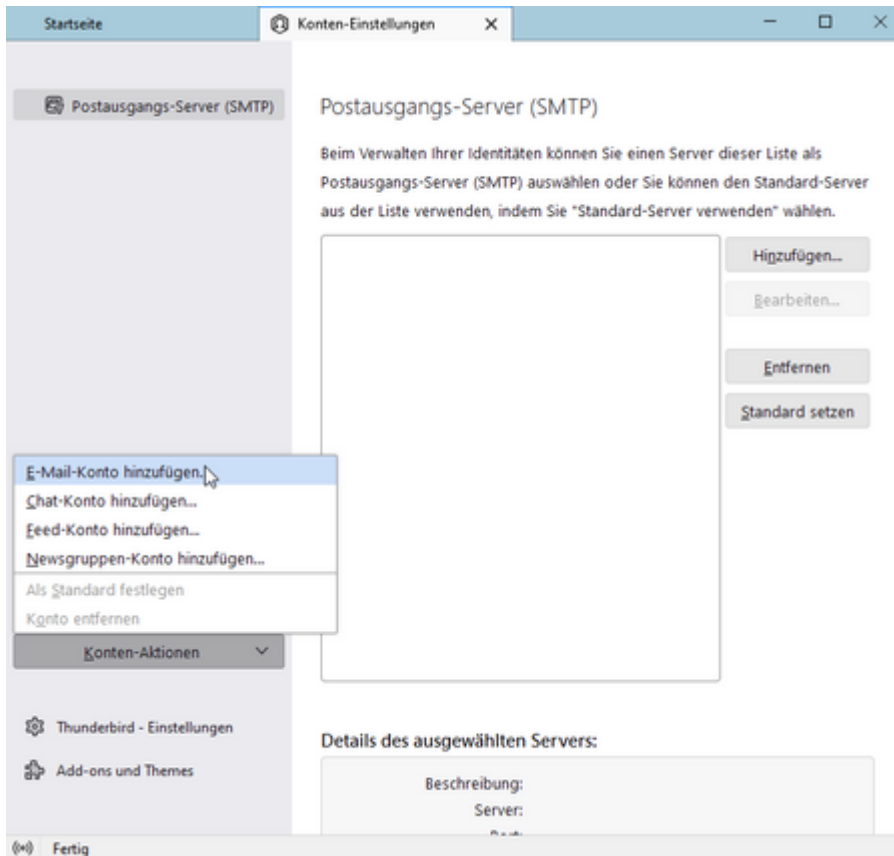 Startseite
Konten-Einstellungen
Postausgangs-Server (SMTP)
Postausgangs-Server (SMTP)
Beim Verwalten Ihrer Identitäten können Sie einen Server dieser Liste als
Postausgangs-Server (SMTP) auswählen oder Sie können den Standard-Server
aus der Liste verwenden, indem Sie "Standard-Server verwenden" wählen.
Hinzufügen...
Bearbeiten...
Entfernen
Standard setzen
E-Mail-Konto hinzufügen...
Chat-Konto hinzufügen...
Feed-Konto hinzufügen...
Newsgruppen-Konto hinzufügen...
Als Standard festlegen
Konto entfernen
Konten-Aktionen
Thunderbird - Einstellungen
Add-ons und Themes
Details des ausgewählten Servers:
Beschreibung:
Server:
Fertig